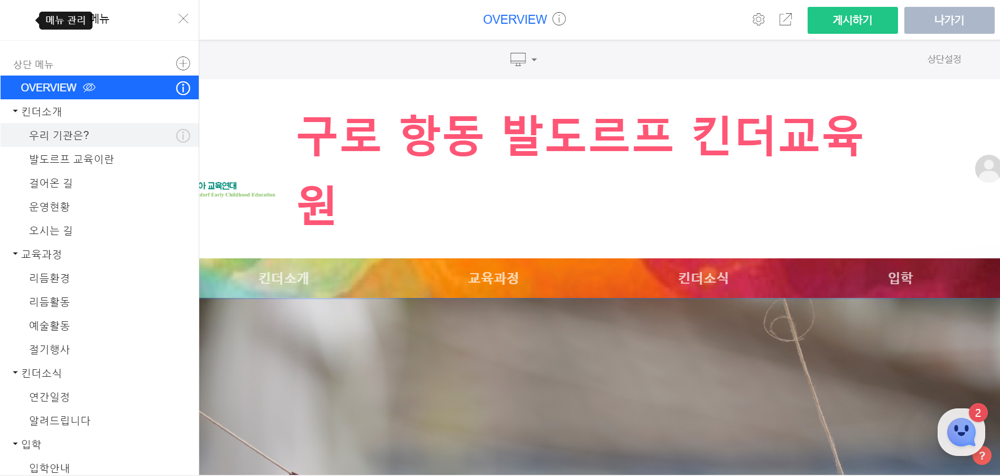 메뉴 관리
메뉴
OVERVIEW
게시하기
나가기
상단 메뉴
OVERVIEW
킨더소개
우리 기관은?
발도르프 교육이란
걸어온 길
운영현황
오시는 길
교육과정
리듬환경
리듬활동
예술활동
절기행사
킨더소식
연간일정
알려드립니다
입학
입학안내
상단설정
구로 항동 발도르프 킨더교육
원
아 교육연대
dorf Early Childhood Education
킨더소개
교육과정
킨더소식
입학
2
?